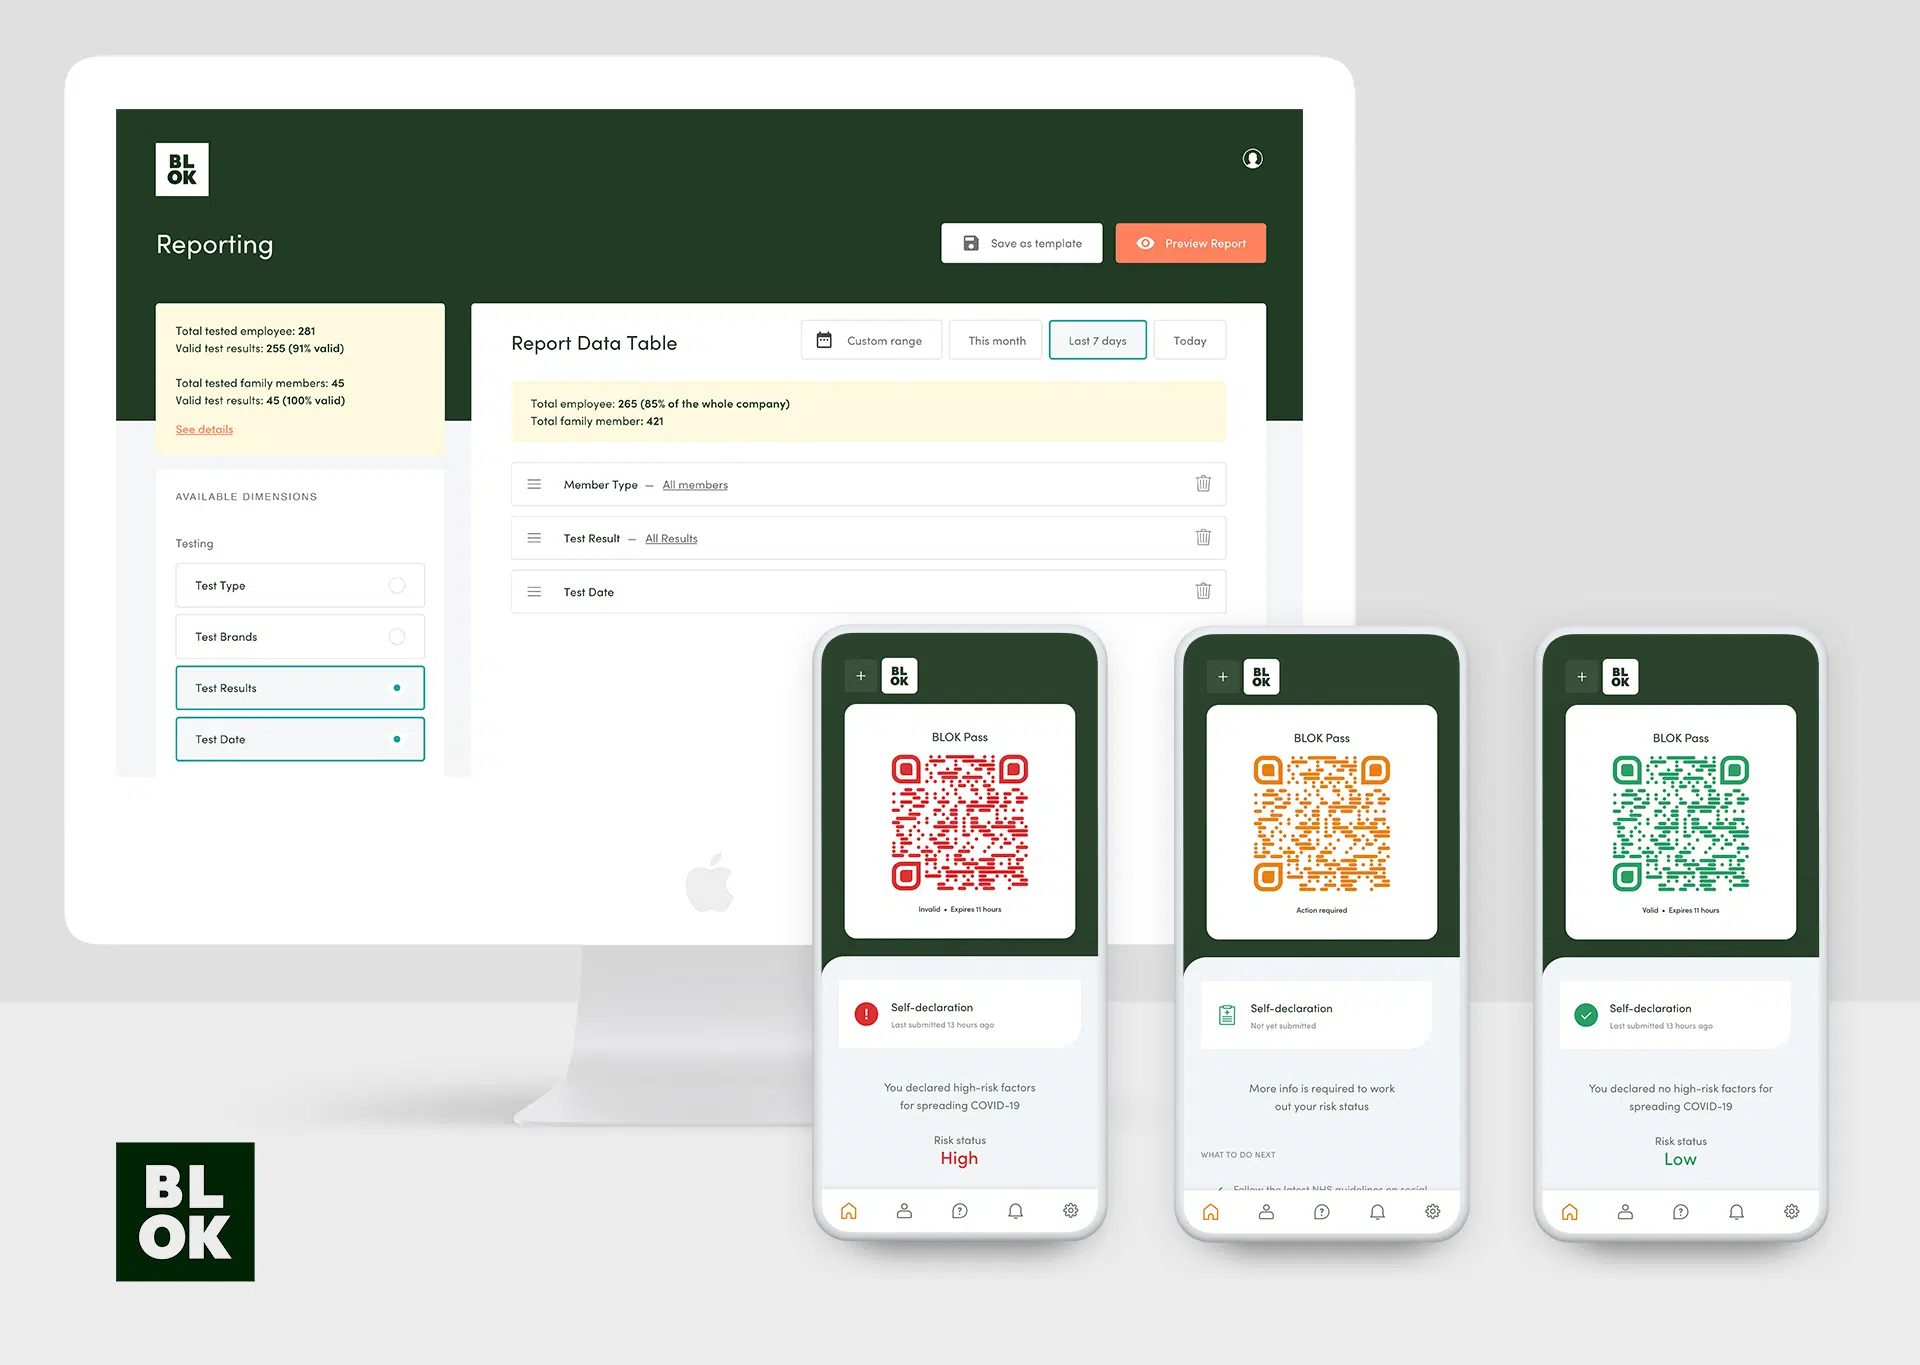 BL
OK
Reporting
Save as template
Preview Report
Total tested employee: 281
Valid test results: 255 (91% valid)
Total tested family members: 45
Valid test results: 45 (100% valid)
See details
AVAILABLE DIMENSIONS
Testing
Test Type
Test Brands
Test Results
Test Date
Report Data Table
Custom range
This month
Last 7 days
Today
Total employee: 265 (85% of the whole company)
Total family member: 421
Member Type — All members
Test Result — All Results
Test Date
BL
OK
BLOK Pass
Invalid • Expires 11 hours
Self-declaration
Last submitted 13 hours ago
You declared high-risk factors
for spreading COVID-19
Risk status
High
BL
OK
BLOK Pass
Action required
Self-declaration
Not yet submitted
More info is required to work
out your risk status
WHAT TO DO NEXT
Follow the latest NHS guidelines on social
BL
OK
BLOK Pass
Valid • Expires 11 hours
Self-declaration
Last submitted 13 hours ago
You declared no high-risk factors for
spreading COVID-19
Risk status
Low
BL
OK